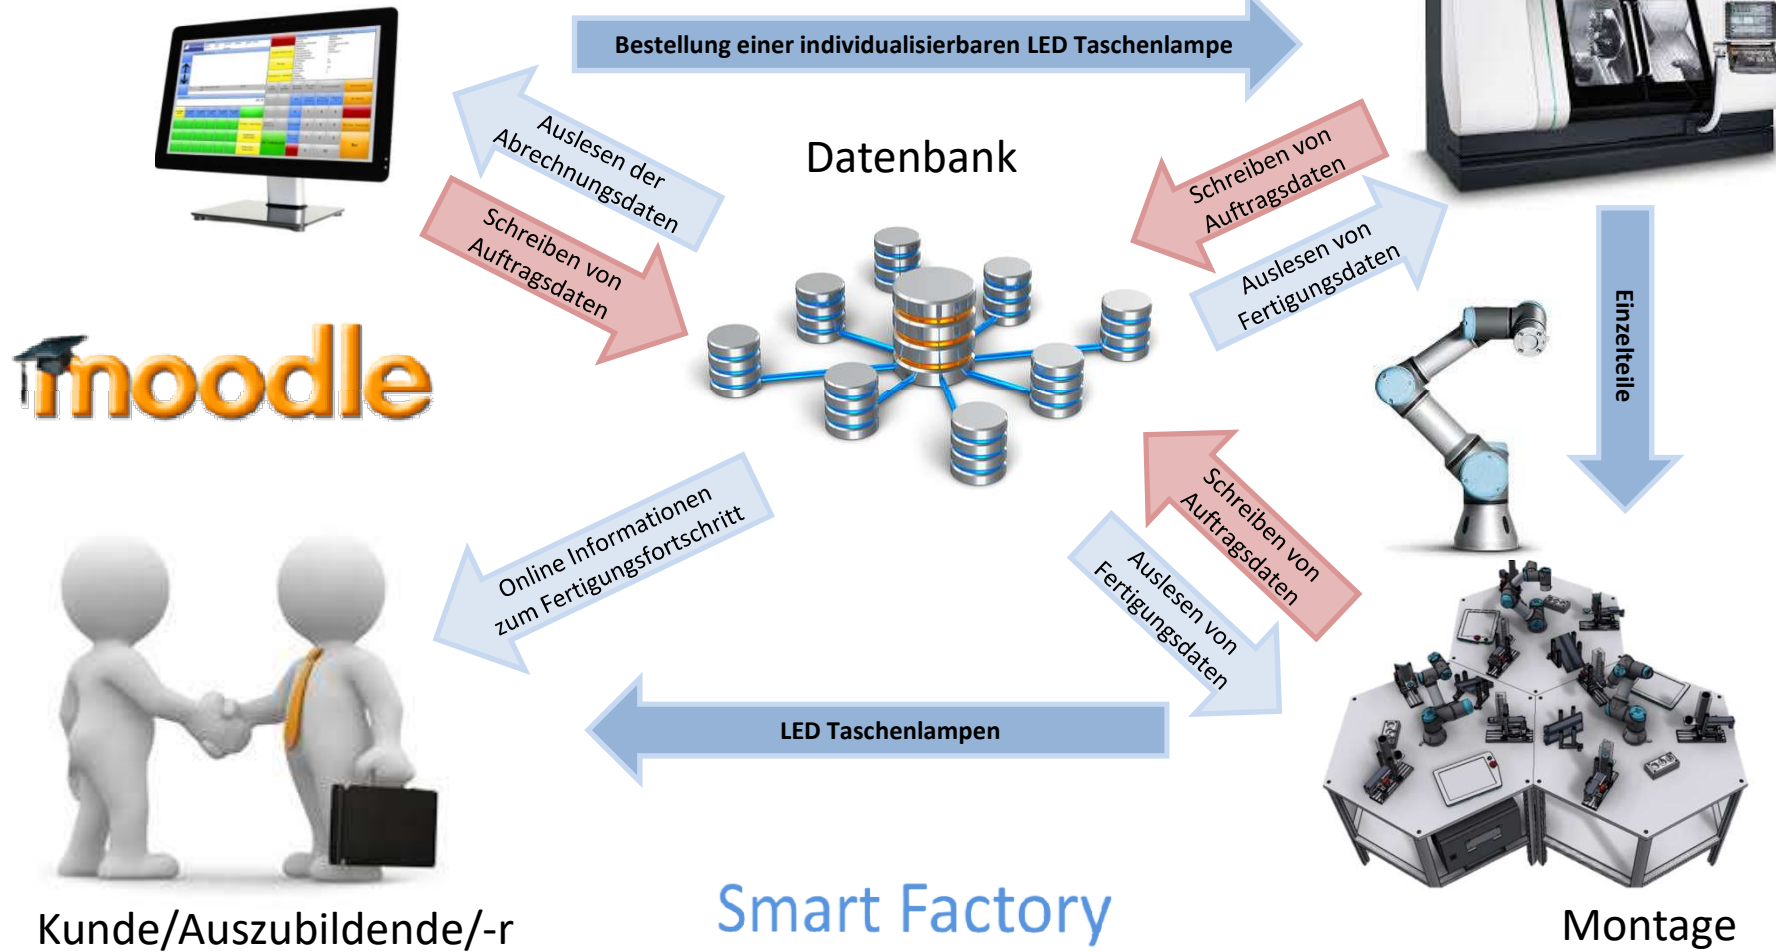 Bestellung einer individualisierbaren LED Taschenlampe
Auslesen der
Abrechnungsdaten
Datenbank
Schreiben von
Auftragsdaten
Schreiben von
Auftragsdaten
Auslesen von
Fertigungsdaten
Einzelteile
moodle
Online Informationen
zum Fertigungsfortschritt
Schreiben von
Auftragsdaten
Auslesen von
Fertigungsdaten
LED Taschenlampen
Kunde/Auszubildende/-r
Smart Factory
Montage